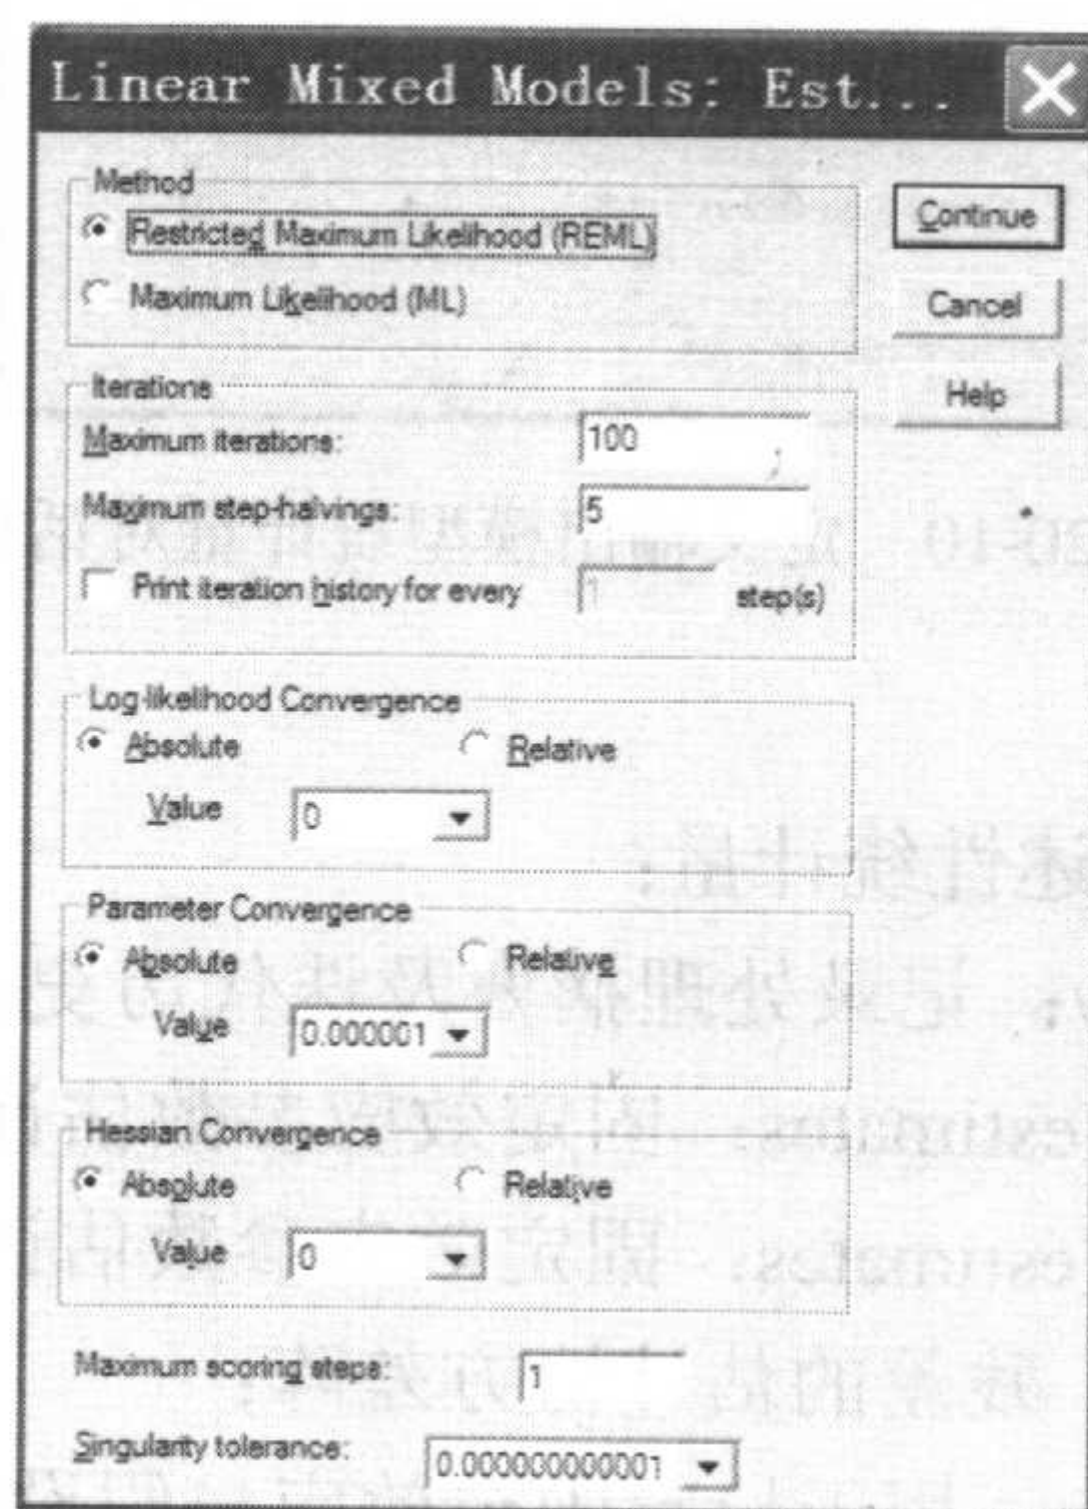 Linear Mixed Models: Est...
Method
Restricted Maximum Likelihood (REML)
Maximum Likelihood (ML)
Continue
Cancel
Help
Iterations
Maximum iterations:
100
Maximum step-halvings:
5
Print iteration history for every
1
step(s)
Log-likelihood Convergence
Absolute
Relative
Value
0
Parameter Convergence
Absolute
Relative
Value
0.000001
Hessian Convergence
Absolute
Relative
Value
0
Maximum scoring steps:
1
Singularity tolerance:
0.000000000001